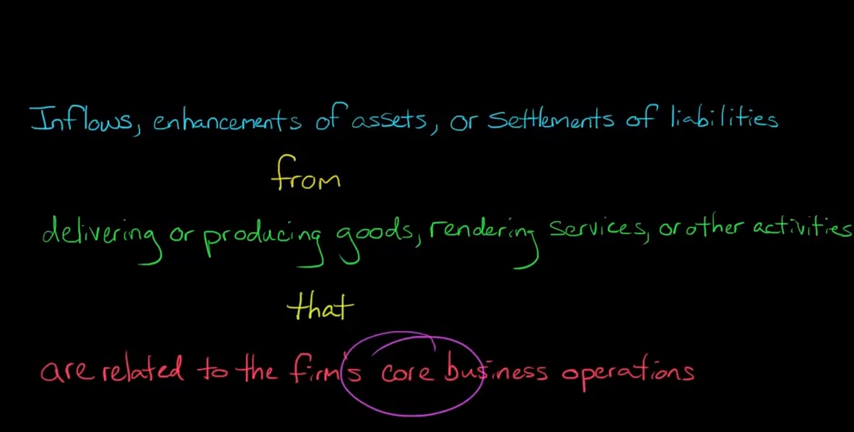 Inflows, enhancements of assets, or settlements of liabilities
from
delivering or producing goods, rendering services, or other activities
that
are related to the firm's core business operations